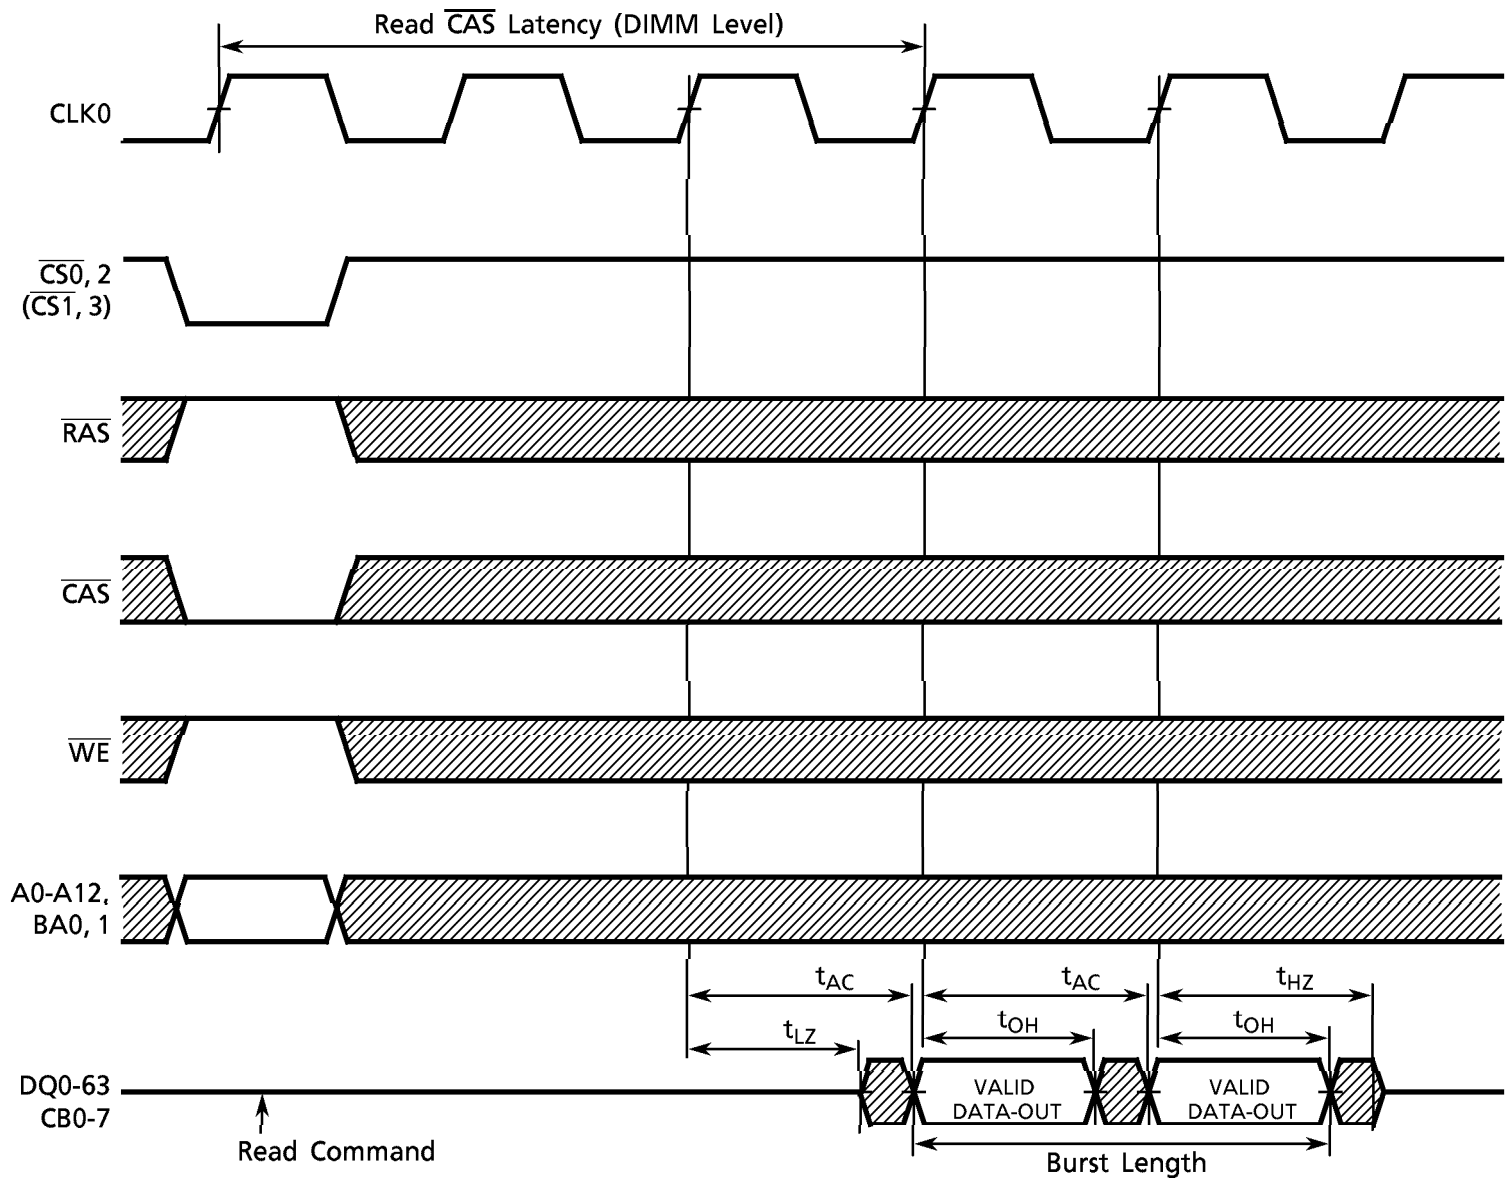 Read CAS Latency (DIMM Level)
CLK0
CS0, 2
(CS1, 3)
RAS
CAS
WE
A0-A12,
BA0, 1
tAC
tAC
tHZ
tLZ
tOH
tOH
DQ0-63
CB0-7
VALID
DATA-OUT
VALID
DATA-OUT
Read Command
Burst Length